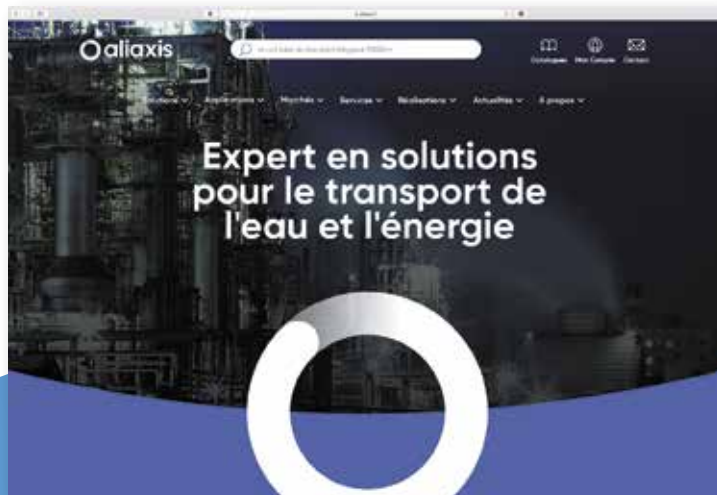 aliaxis
Catalogues Mon Compte Contact
Solutions Applications Marchés Services Réalisations Actualités À propos
Expert en solutions
pour le transport de
l'eau et l'énergie